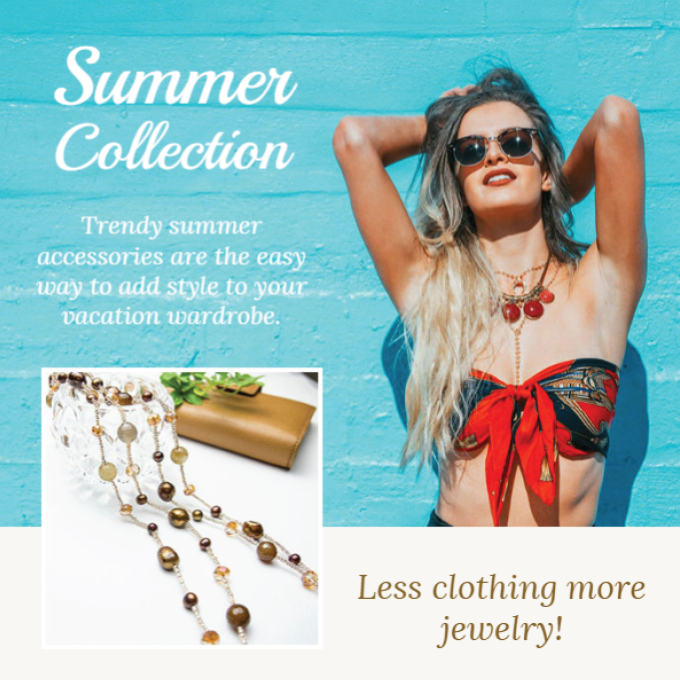 Summer
Collection
Trendy summer
accessories are the easy
way to add style to your
vacation wardrobe.
Less clothing more
jewelry!